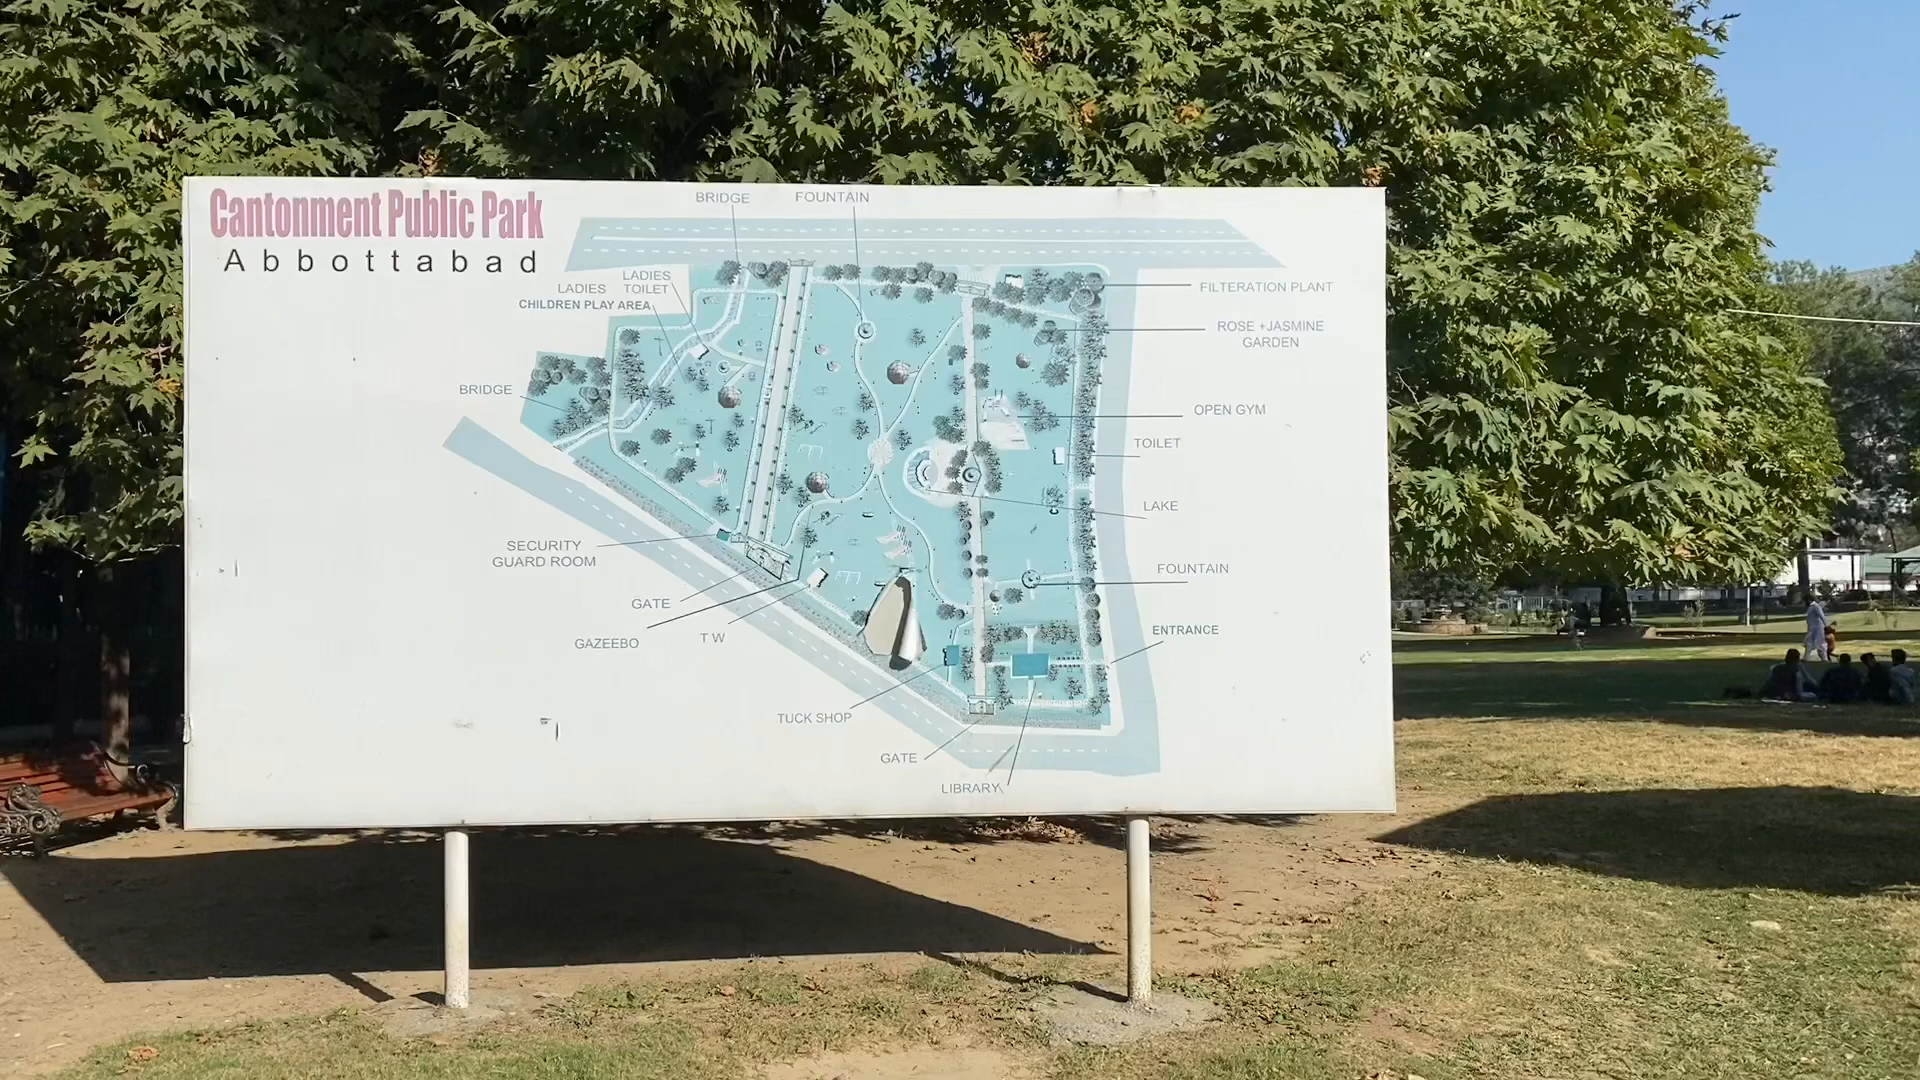 Cantonment Public Park
Abbottabad
BRIDGE
FOUNTAIN
LADIES
TOILET
LADIES
CHILDREN PLAY AREA
BRIDGE
FILTERATION PLANT
ROSE +JASMINE
GARDEN
OPEN GYM
TOILET
LAKE
SECURITY
GUARD ROOM
FOUNTAIN
GATE
GAZEEBO
T W
ENTRANCE
TUCK SHOP
GATE
LIBRARY